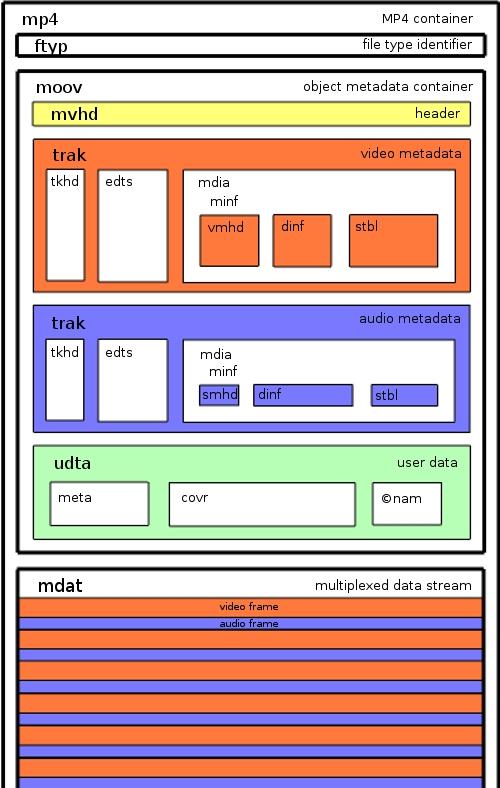 mp4 MP4 container
ftyp file type identifier
moov object metadata container
mvhd header
trak video metadata
tkhd edts mdia
minf
vmhd dinf stbl
trak audio metadata
tkhd edts mdia
minf
smhd dinf stbl
udta user data
meta covr ©nam
mdat multiplexed data stream
video frame
audio frame